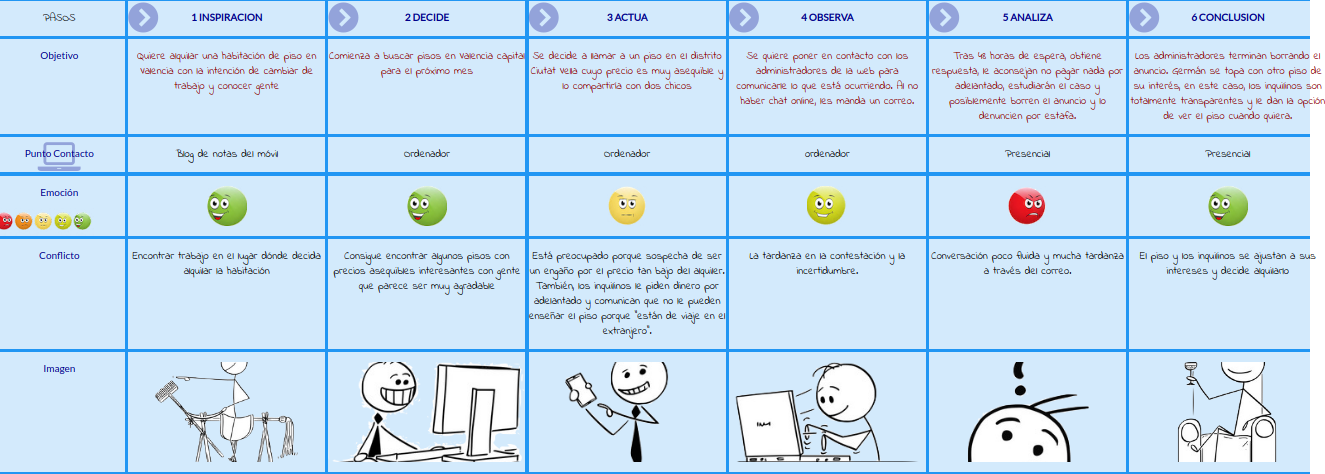 PASOS
1 INSPIRACION
2 DECIDE
3 ACTUA
4 OBSERVA
5 ANALIZA
6 CONCLUSION
Objetivo
Quiere alquilar una habitación de piso en
Valencia con la intención de cambiar de
trabajo y conocer gente
Comienza a buscar pisos en Valencia capital
para el próximo mes
Se decide a llamar a un piso en el distrito
Ciutat Vella cuyo precio es muy asequible y
lo compartiría con dos chicos
Se quiere poner en contacto con los
administradores de la web para
comunicarle lo que está ocurriendo. Al no
haber chat online, les manda un correo.
Tras 48 horas de espera, obtiene
respuesta, le aconsejan no pagar nada por
adelantado, estudiarán el caso y
posiblemente borren el anuncio y lo
denuncien por estafa.
Los administradores terminan borrando el
anuncio. Germán se topa con otro piso de
su interés, en este caso, los inquilinos son
totalmente transparentes y le dan la opción
de ver el piso cuando quiera.
Punto Contacto
Blog de notas del móvil
Ordenador
Ordenador
ordenador
Presencial
Presencial
Emoción
Conflicto
Encontrar trabajo en el lugar dónde decida
alquilar la habitación
Consigue encontrar algunos pisos con
precios asequibles interesantes con gente
que parece ser muy agradable
Está preocupado porque sospecha de ser
un engaño por el precio tan bajo del alquiler.
También, los inquilinos le piden dinero por
adelantado y comunican que no le pueden
enseñar el piso porque "están de viaje en el
extranjero".
La tardanza en la contestación y la
incertidumbre.
Conversación poco fluida y mucha tardanza
a través del correo.
El piso y los inquilinos se ajustan a sus
intereses y decide alquilarlo
Imagen